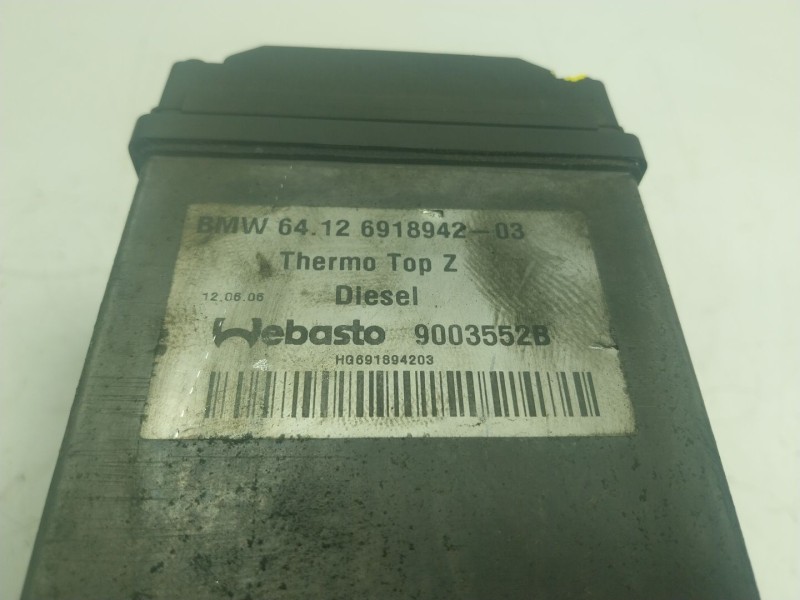 BMW 64.12 6918942-03
Thermo Top Z
12.06.06 Diesel
Webasto 9003552B
HG691894203